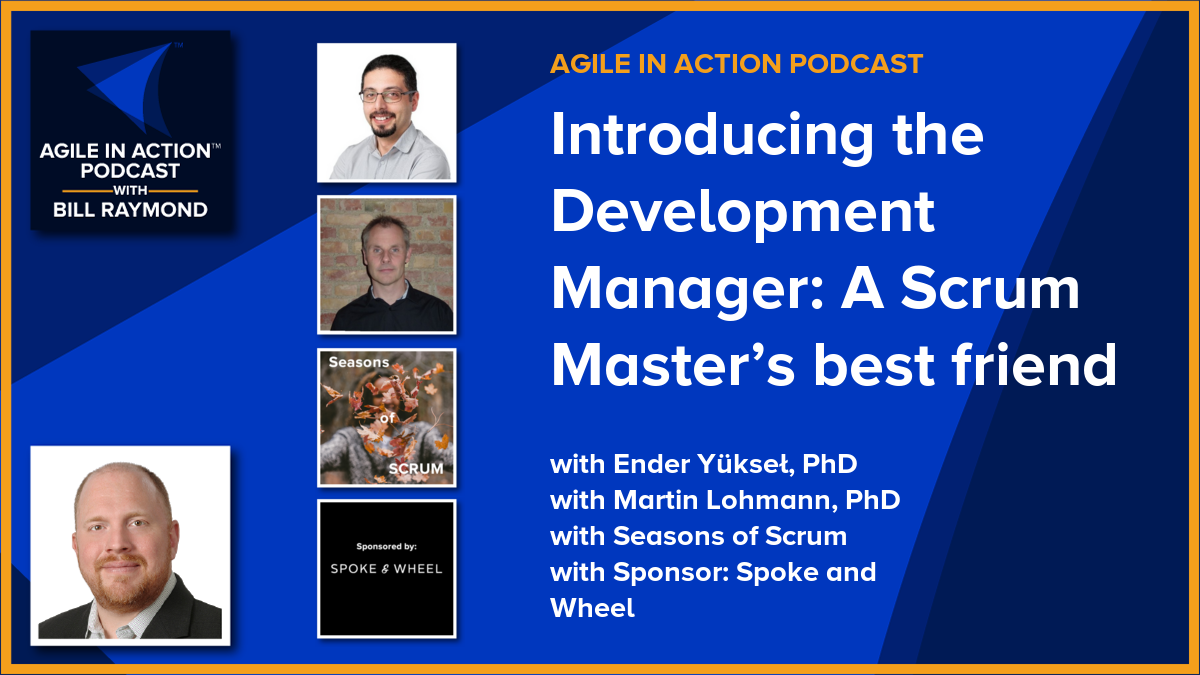 AGILE IN ACTION™
PODCAST
WITH
BILL RAYMOND
Seasons
of
SCRUM
Sponsored by:
SPOKE & WHEEL
AGILE IN ACTION PODCAST
Introducing the
Development
Manager: A Scrum
Master’s best friend
with Ender Yükseł, PhD
with Martin Lohmann, PhD
with Seasons of Scrum
with Sponsor: Spoke and
Wheel